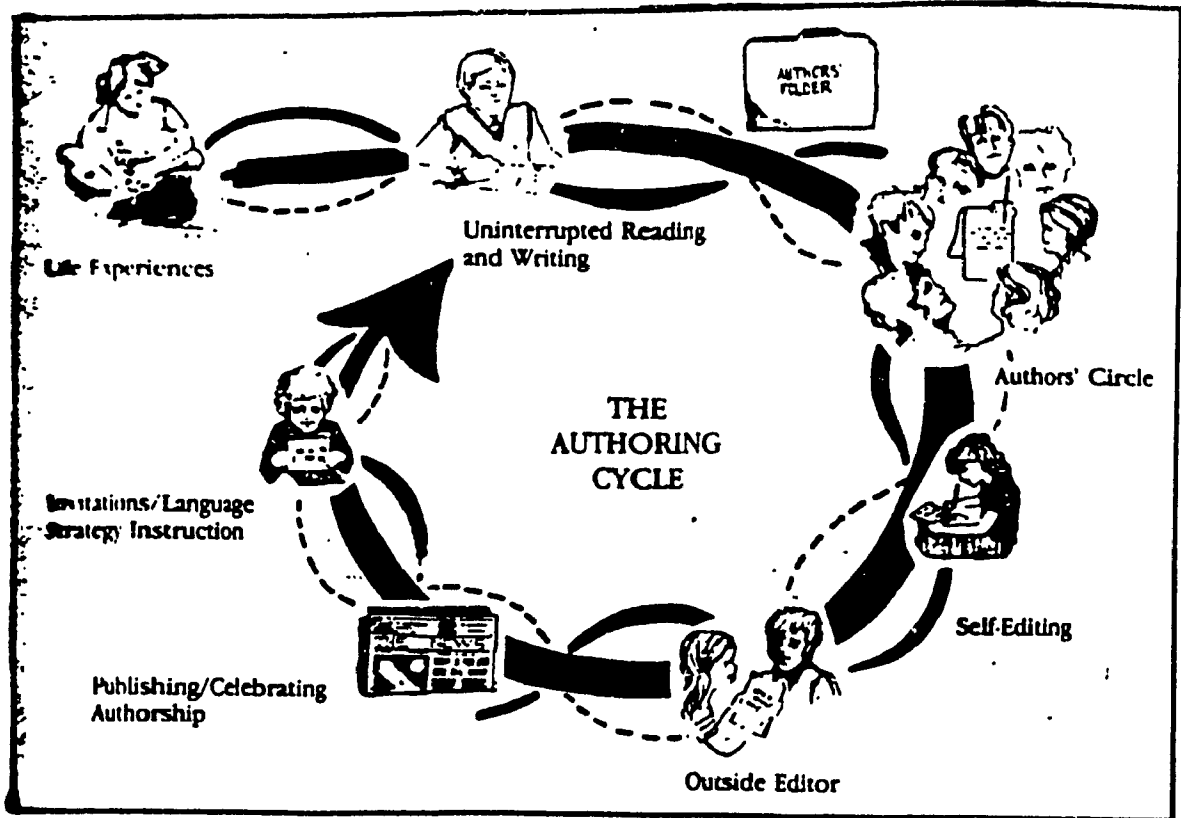 AUTHORS'
FOLDER
Uninterrupted Reading
and Writing
Life Experiences
Authors' Circle
THE
AUTHORING
CYCLE
Invitations/Language
Strategy Instruction
Self-Editing
NEWS
Publishing/Celebrating
Authorship
Outside Editor